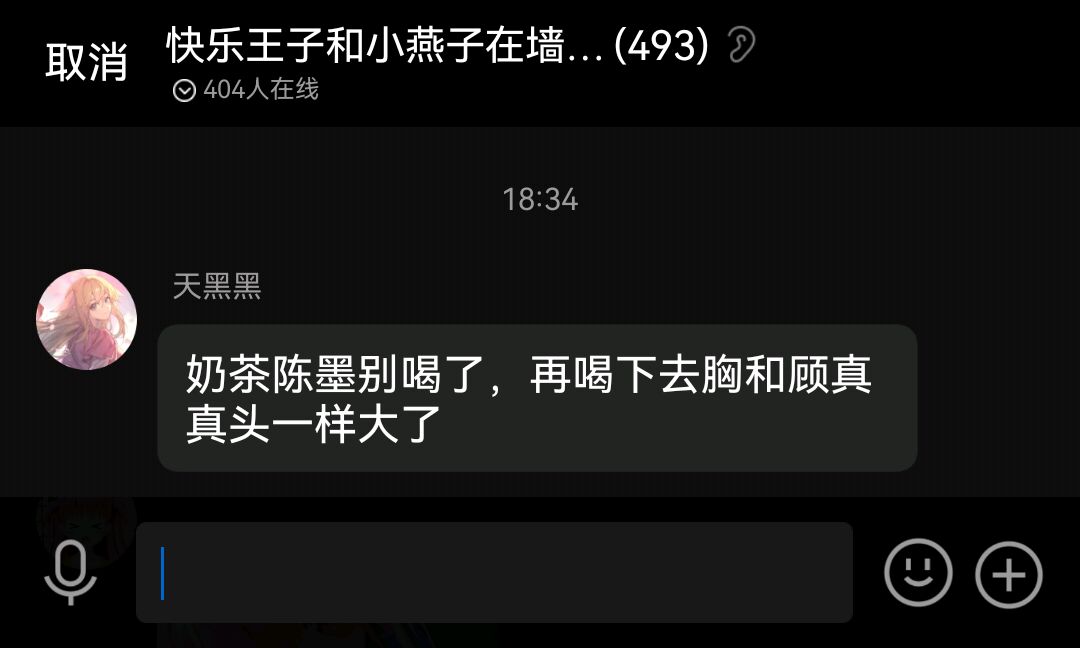 取消
快乐王子和小燕子在墙...(493)
404人在线
18:34
天黑黑
奶茶陈墨别喝了，再喝下去胸和顾真
真头一样大了